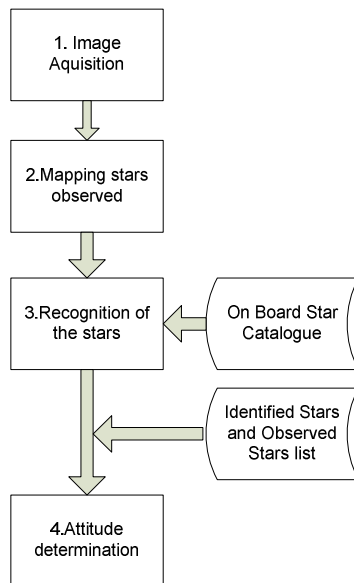 1. Image
Aquisition
2.Mapping stars
observed
3.Recognition of
the stars
On Board Star
Catalogue
Identified Stars
and Observed
Stars list
4.Attitude
determination